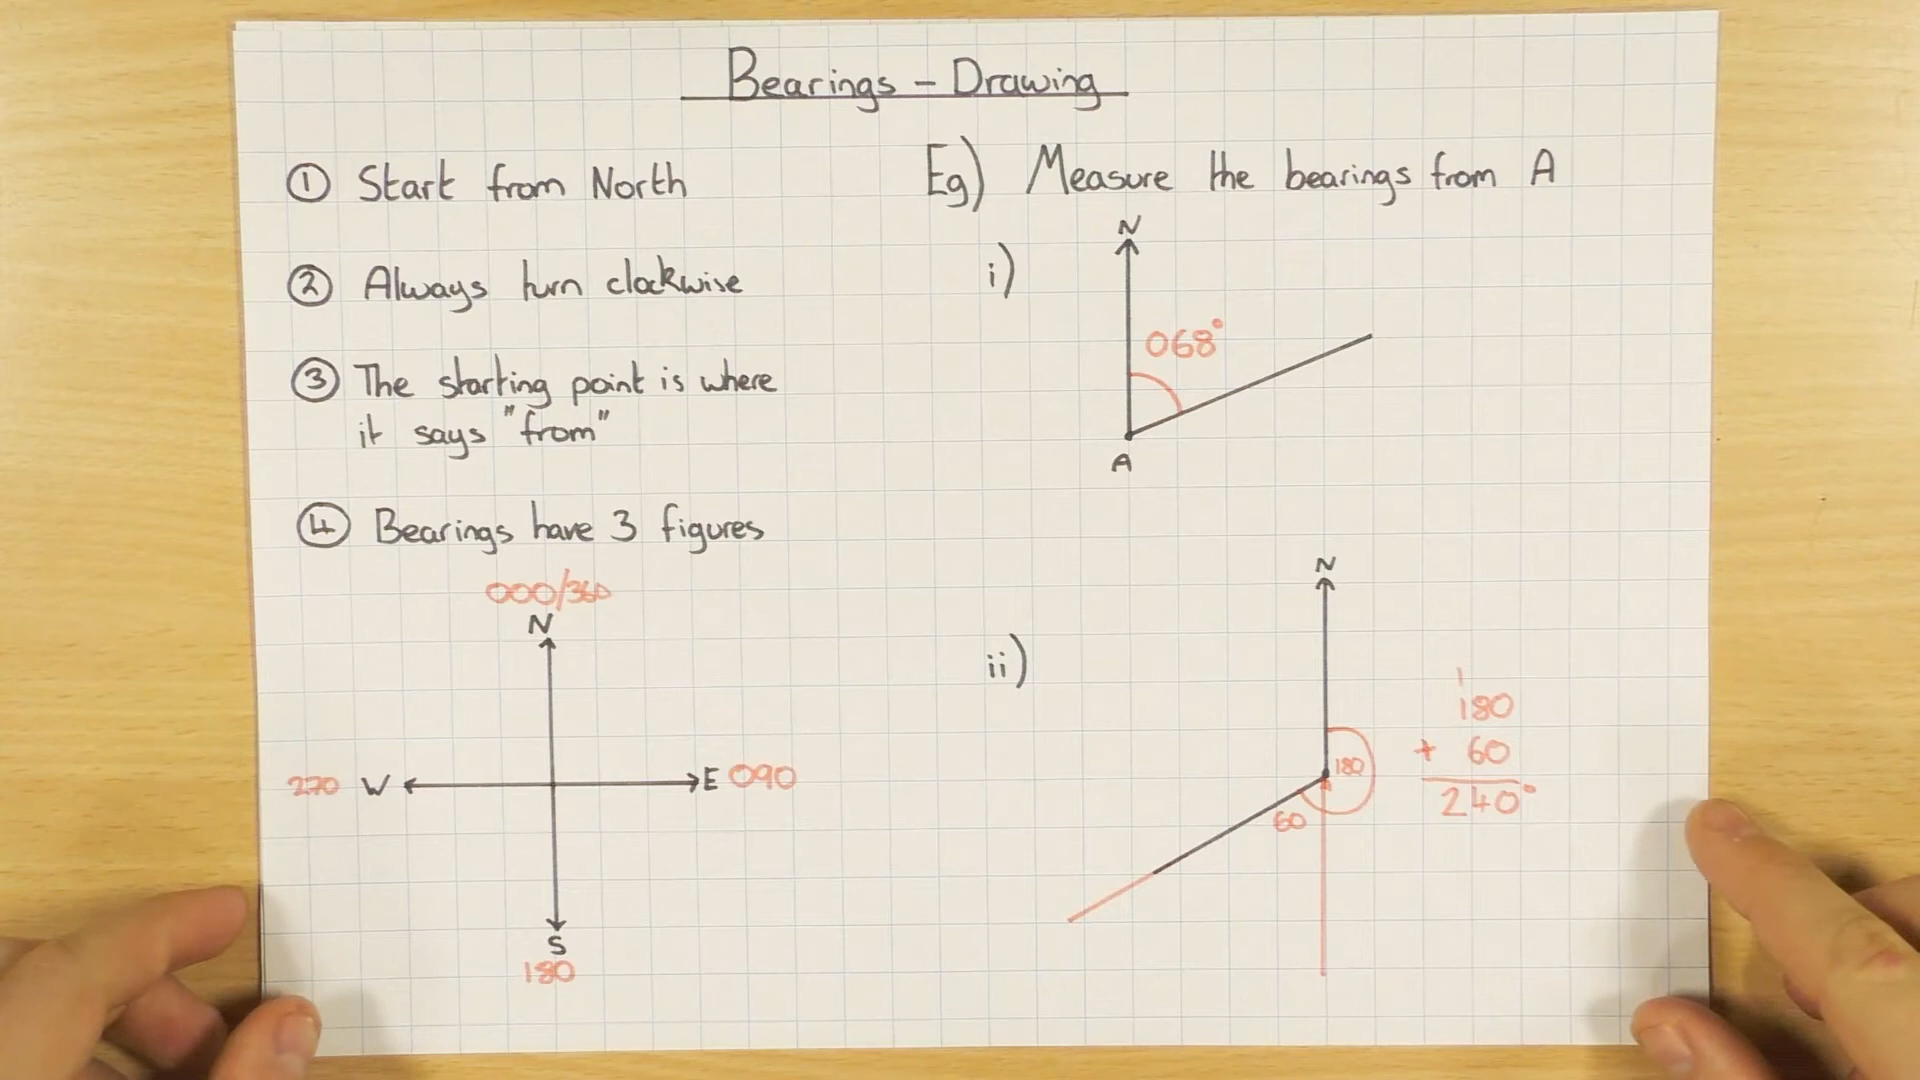 Bearings - Drawing
① Start from North
② Always turn clockwise
③ The starting point is where
it says "from"
④ Bearings have 3 figures
000/360
N
270 W
E 090
S
180
Eg) Measure the bearings from A
i)
N
068°
A
ii)
N
180
60
1
180
+ 60
240°